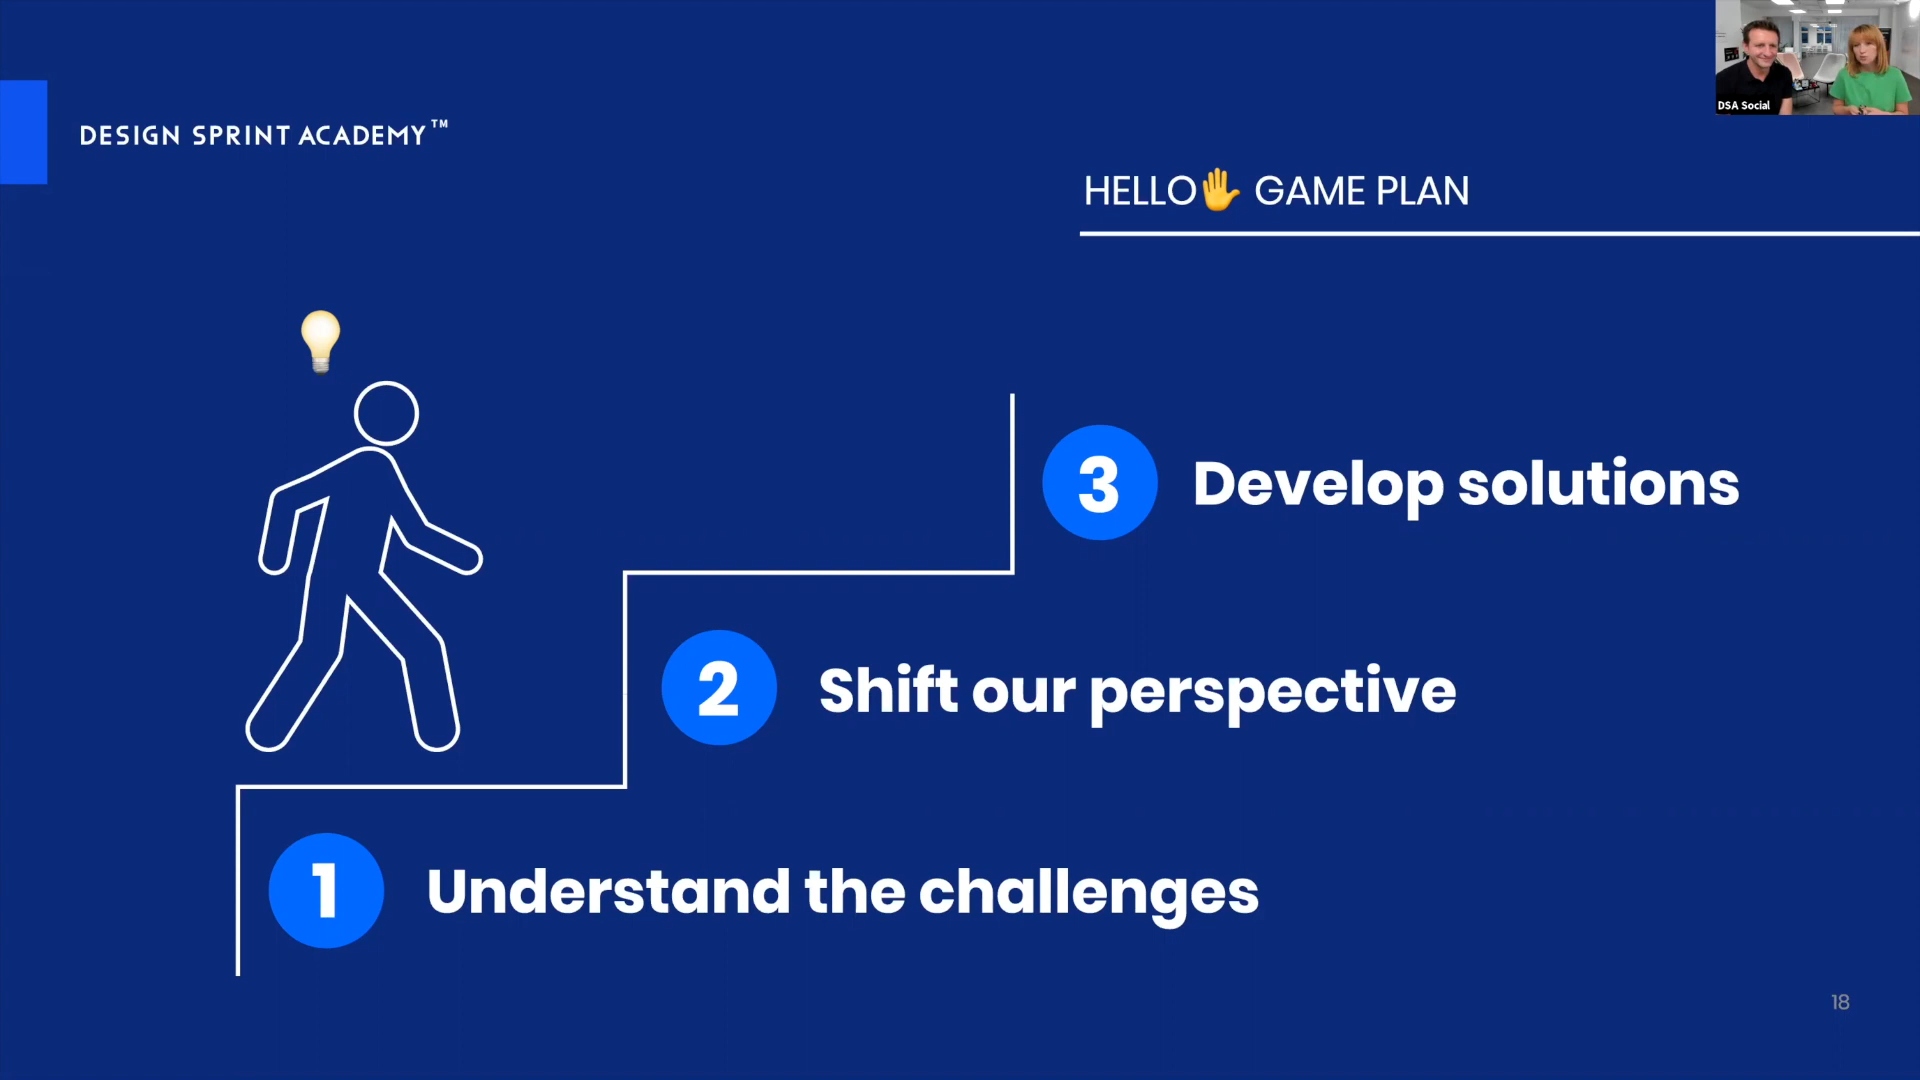 DSA Social
DESIGN SPRINT ACADEMY™
HELLO✋ GAME PLAN
3 Develop solutions
2 Shift our perspective
1 Understand the challenges
18